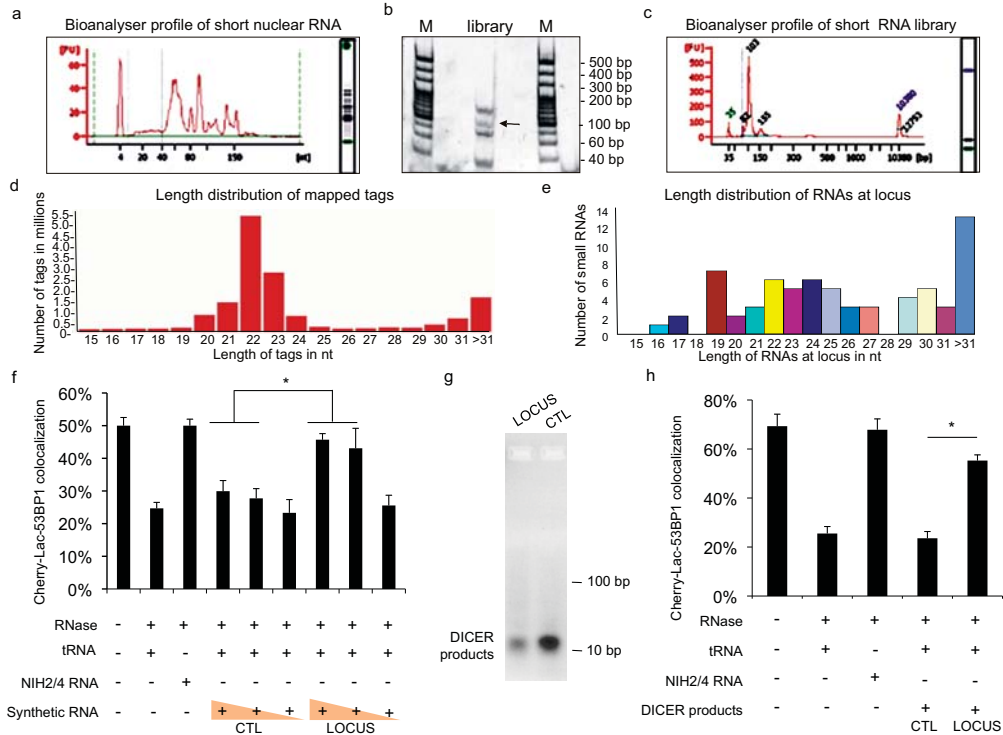 a Bioanalyser profile of short nuclear RNA
[FU]
60
40
20
0
4 20 40 80 150 [nt]
b
M library M
500 bp
400 bp
300 bp
200 bp
100 bp
60 bp
40 bp
c Bioanalyser profile of short RNA library
[FU]
500
400
300
200
100
0
35
103
135
10380
35 150 300 500 1000 10380 [bp]
d Length distribution of mapped tags
Number of tags in millions
5.5-
5.0-
4.5-
4.0-
3.5-
3.0-
2.5-
2.0-
1.5-
1.0-
0.5-
0-
15 16 17 18 19 20 21 22 23 24 25 26 27 28 29 30 31 >31
Length of tags in nt
e Length distribution of RNAs at locus
Number of small RNAs
14
12
10
8
6
4
2
0
15 16 17 18 19 20 21 22 23 24 25 26 27 28 29 30 31 >31
Length of RNAs at locus in nt
f
Cherry-Lac-53BP1 colocalization
60%
50%
40%
30%
20%
10%
0%
*
RNase - + + + + + + + +
tRNA - + - + + + + + +
NIH2/4 RNA - - + - - - - - -
Synthetic RNA - - - + + + + + +
CTL LOCUS
g
LOCUS CTL
100 bp
DICER products
10 bp
h
Cherry-Lac-53BP1 colocalization
80%
60%
40%
20%
0%
*
RNase - + + + +
tRNA - + - + +
NIH2/4 RNA - - + - -
DICER products - - - + +
CTL LOCUS